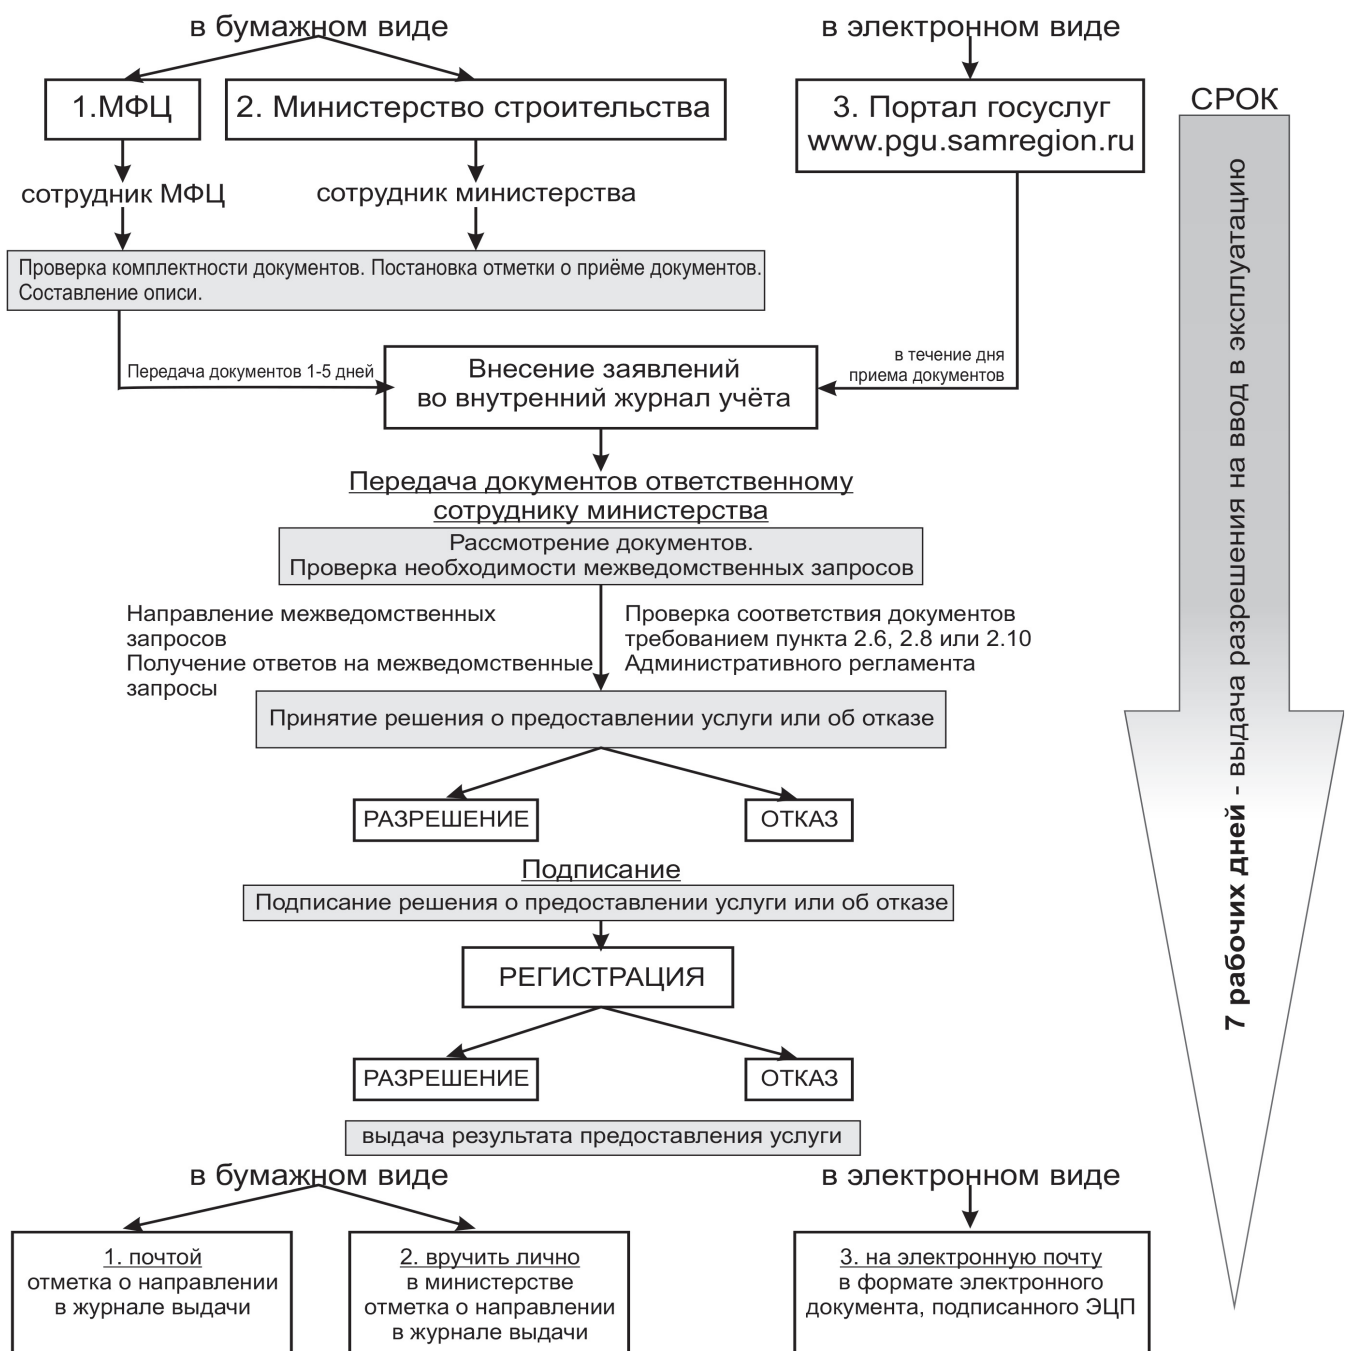 в бумажном виде
в электронном виде
1.МФЦ
2. Министерство строительства
3. Портал госуслуг
www.pgu.samregion.ru
СРОК
сотрудник МФЦ
сотрудник министерства
Проверка комплектности документов. Постановка отметки о приёме документов.
Составление описи.
Передача документов 1-5 дней
Внесение заявлений
во внутренний журнал учёта
в течение дня
приема документов
Передача документов ответственному
сотруднику министерства
Рассмотрение документов.
Проверка необходимости межведомственных запросов
Направление межведомственных
запросов
Получение ответов на межведомственные
запросы
Проверка соответствия документов
требованием пункта 2.6, 2.8 или 2.10
Административного регламента
Принятие решения о предоставлении услуги или об отказе
РАЗРЕШЕНИЕ
ОТКАЗ
Подписание
Подписание решения о предоставлении услуги или об отказе
РЕГИСТРАЦИЯ
РАЗРЕШЕНИЕ
ОТКАЗ
выдача результата предоставления услуги
в бумажном виде
в электронном виде
1. почтой
отметка о направлении
в журнале выдачи
2. вручить лично
в министерстве
отметка о направлении
в журнале выдачи
3. на электронную почту
в формате электронного
документа, подписанного ЭЦП
7 рабочих дней - выдача разрешения на ввод в эксплуатацию